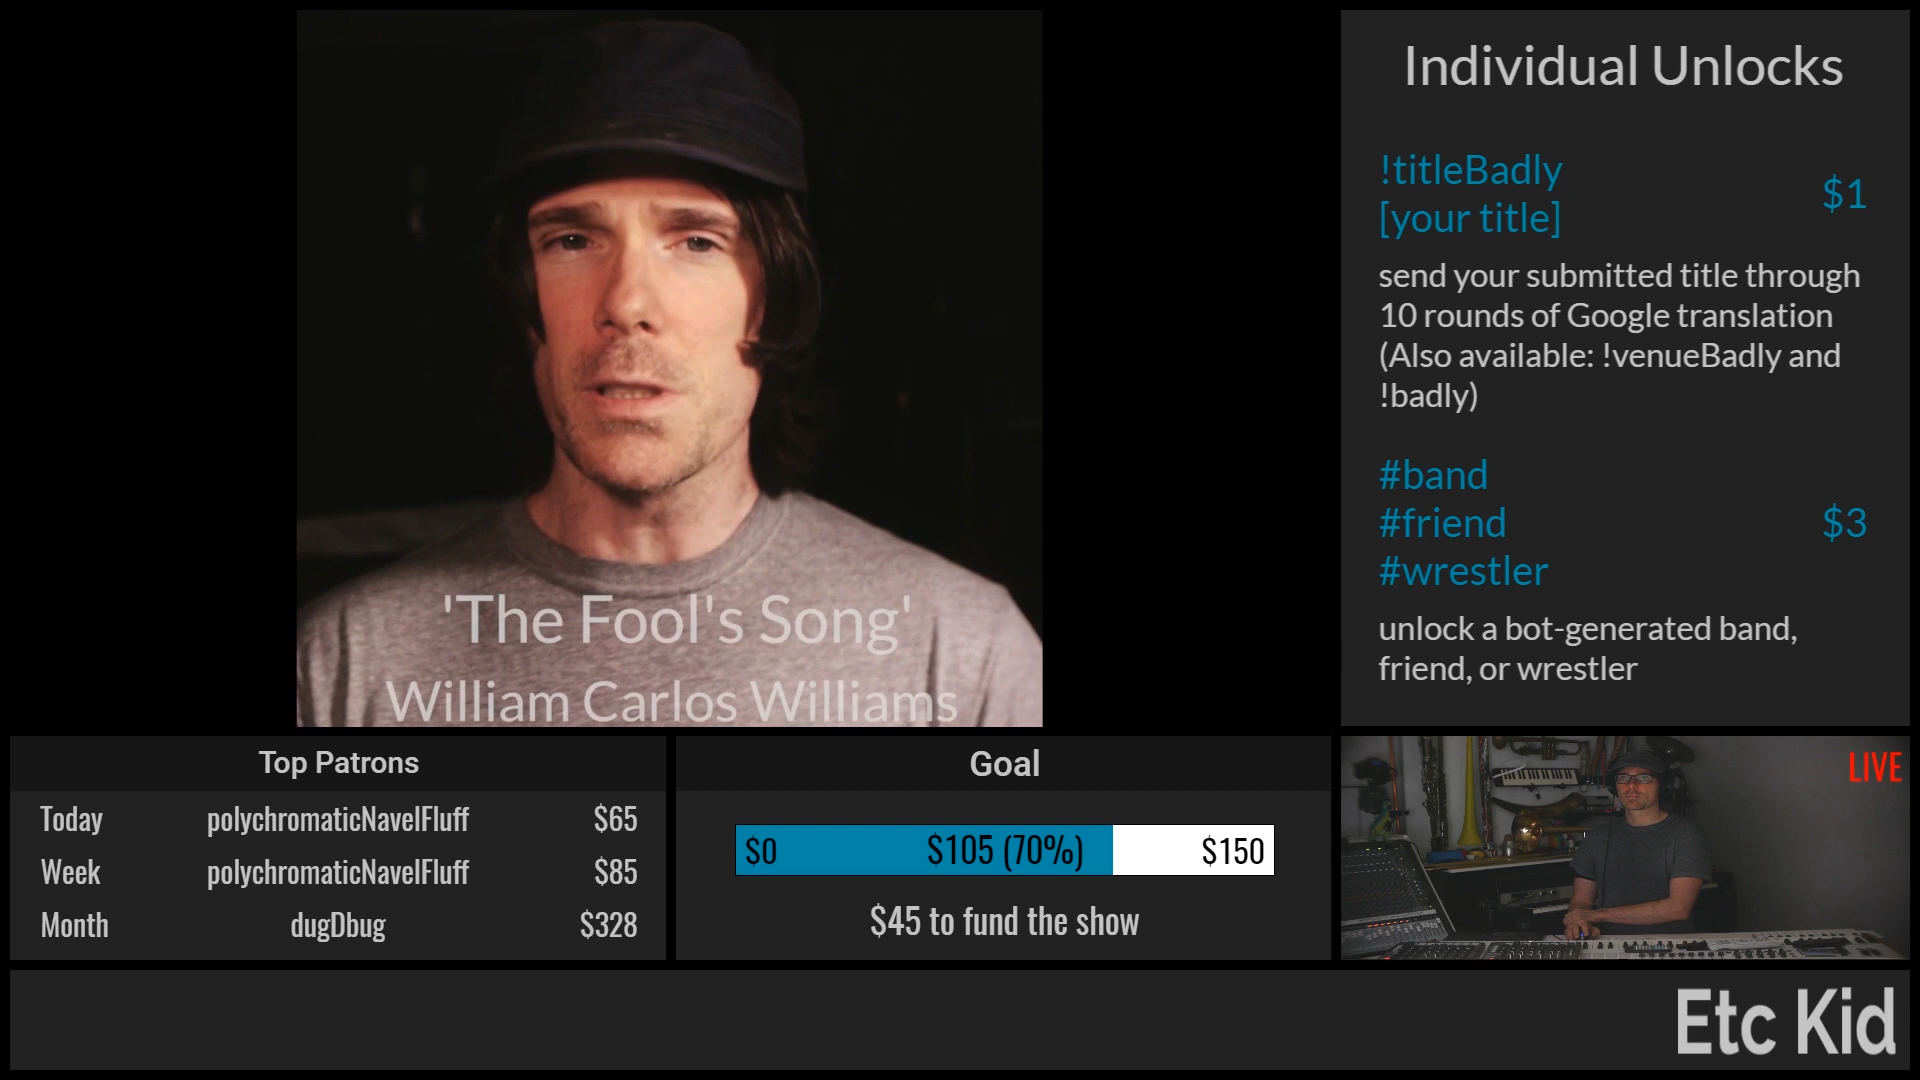 'The Fool's Song'
William Carlos Williams
Individual Unlocks
!titleBadly
[your title]
$1
send your submitted title through
10 rounds of Google translation
(Also available: !venueBadly and
!badly)
#band
#friend
#wrestler
$3
unlock a bot-generated band,
friend, or wrestler
Top Patrons
Today polychromaticNavelFluff $65
Week polychromaticNavelFluff $85
Month dugDbug $328
Goal
$0 $105 (70%) $150
$45 to fund the show
LIVE
Etc Kid